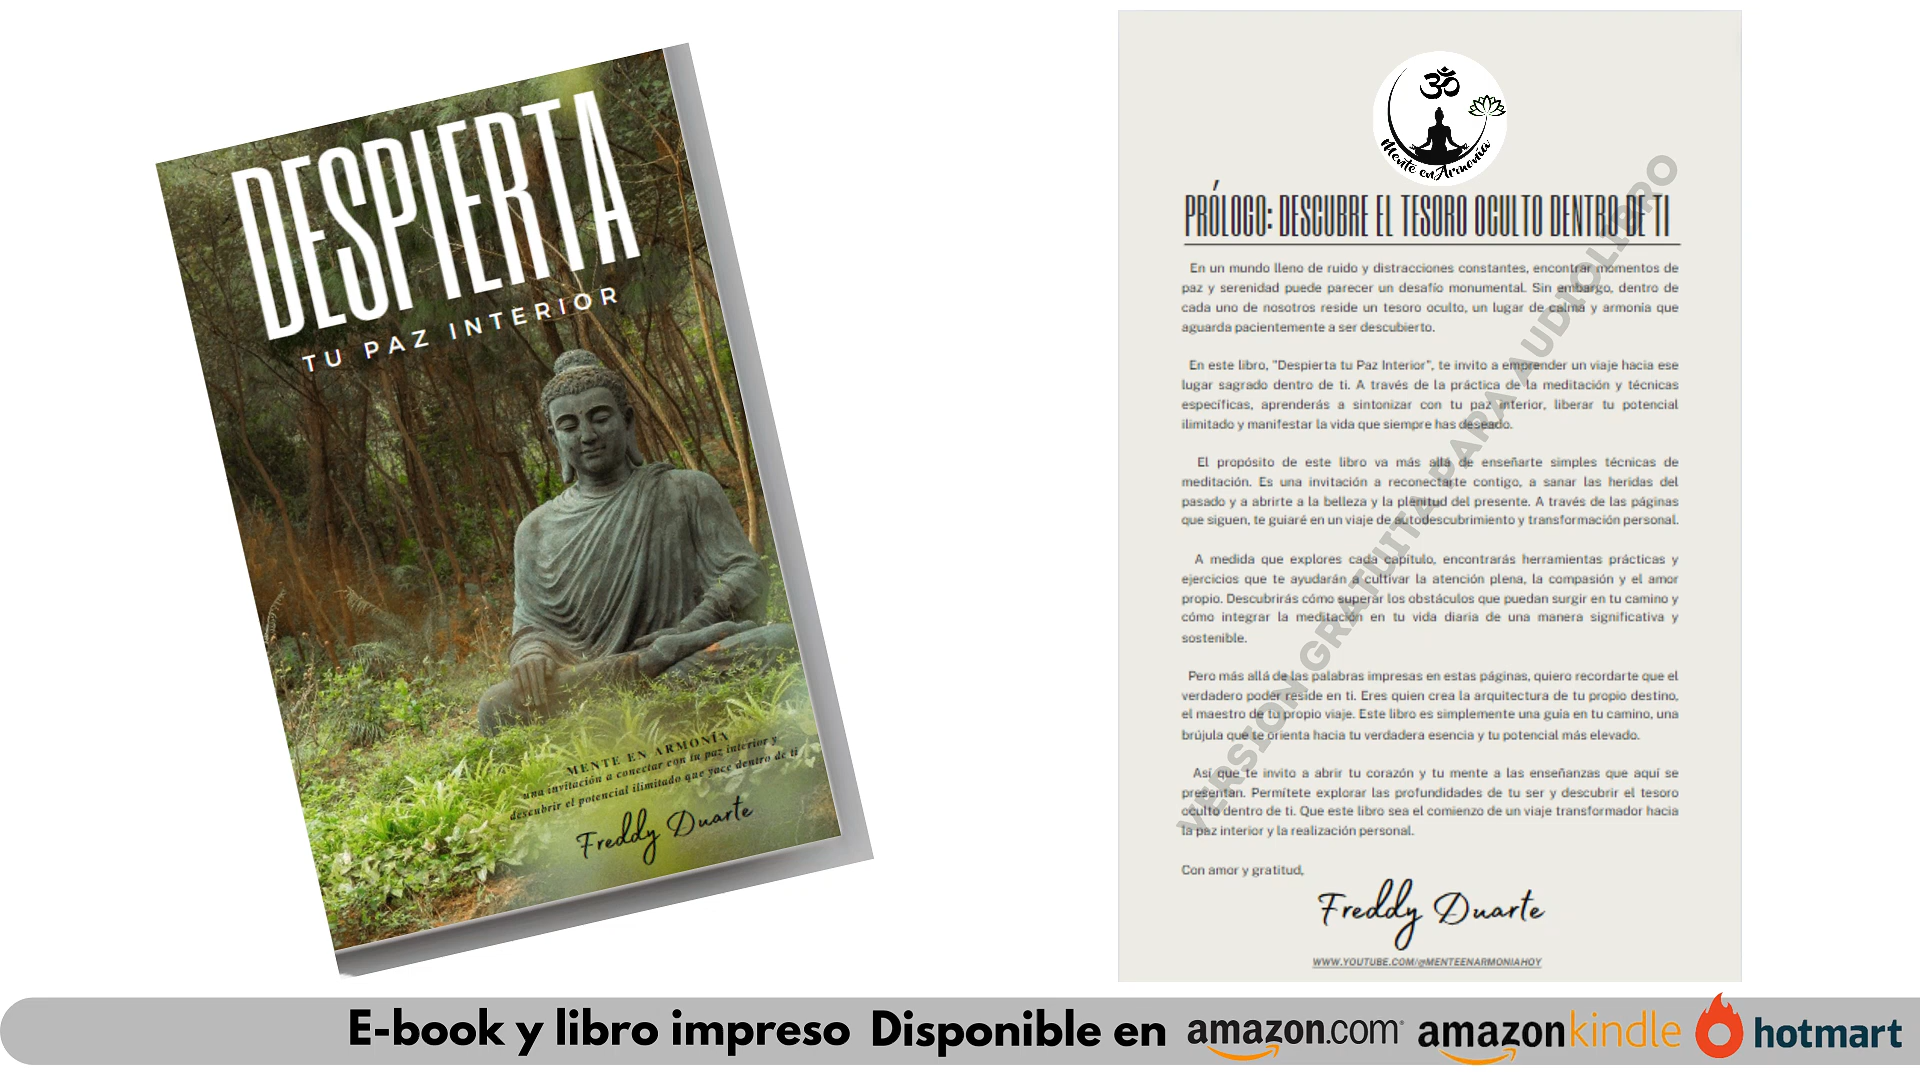 DESPIERTA
TU PAZ INTERIOR
MENTE EN ARMONÍA
una invitación a conectar con tu paz interior y
descubrir el potencial ilimitado que yace dentro de ti
Freddy Duarte
ॐ
Mente en Armonía
PRÓLOGO: DESCUBRE EL TESORO OCULTO DENTRO DE TI
En un mundo lleno de ruido y distracciones constantes, encontrar momentos de
paz y serenidad puede parecer un desafío monumental. Sin embargo, dentro de
cada uno de nosotros reside un tesoro oculto, un lugar de calma y armonía que
aguarda pacientemente a ser descubierto.
En este libro, "Despierta tu Paz Interior", te invito a emprender un viaje hacia ese
lugar sagrado dentro de ti. A través de la práctica de la meditación y técnicas
específicas, aprenderás a sintonizar con tu paz interior, liberar tu potencial
ilimitado y manifestar la vida que siempre has deseado.
El propósito de este libro va más allá de enseñarte simples técnicas de
meditación. Es una invitación a reconectarte contigo, a sanar las heridas del
pasado y a abrirte a la belleza y la plenitud del presente. A través de las páginas
que siguen, te guiaré en un viaje de autodescubrimiento y transformación personal.
A medida que explores cada capítulo, encontrarás herramientas prácticas y
ejercicios que te ayudarán a cultivar la atención plena, la compasión y el amor
propio. Descubrirás cómo superar los obstáculos que puedan surgir en tu camino y
cómo integrar la meditación en tu vida diaria de una manera significativa y
sostenible.
Pero más allá de las palabras impresas en estas páginas, quiero recordarte que el
verdadero poder reside en ti. Eres quien crea la arquitectura de tu propio destino,
el maestro de tu propio viaje. Este libro es simplemente una guía en tu camino, una
brújula que te orienta hacia tu verdadera esencia y tu potencial más elevado.
Así que te invito a abrir tu corazón y tu mente a las enseñanzas que aquí se
presentan. Permítete explorar las profundidades de tu ser y descubrir el tesoro
oculto dentro de ti. Que este libro sea el comienzo de un viaje transformador hacia
la paz interior y la realización personal.
Con amor y gratitud,
Freddy Duarte
WWW.YOUTUBE.COM/@MENTEENARMONIAHOY
VERSION GRATUITA PARA AUDIOLIBRO
E-book y libro impreso Disponible en amazon.com amazonkindle hotmart